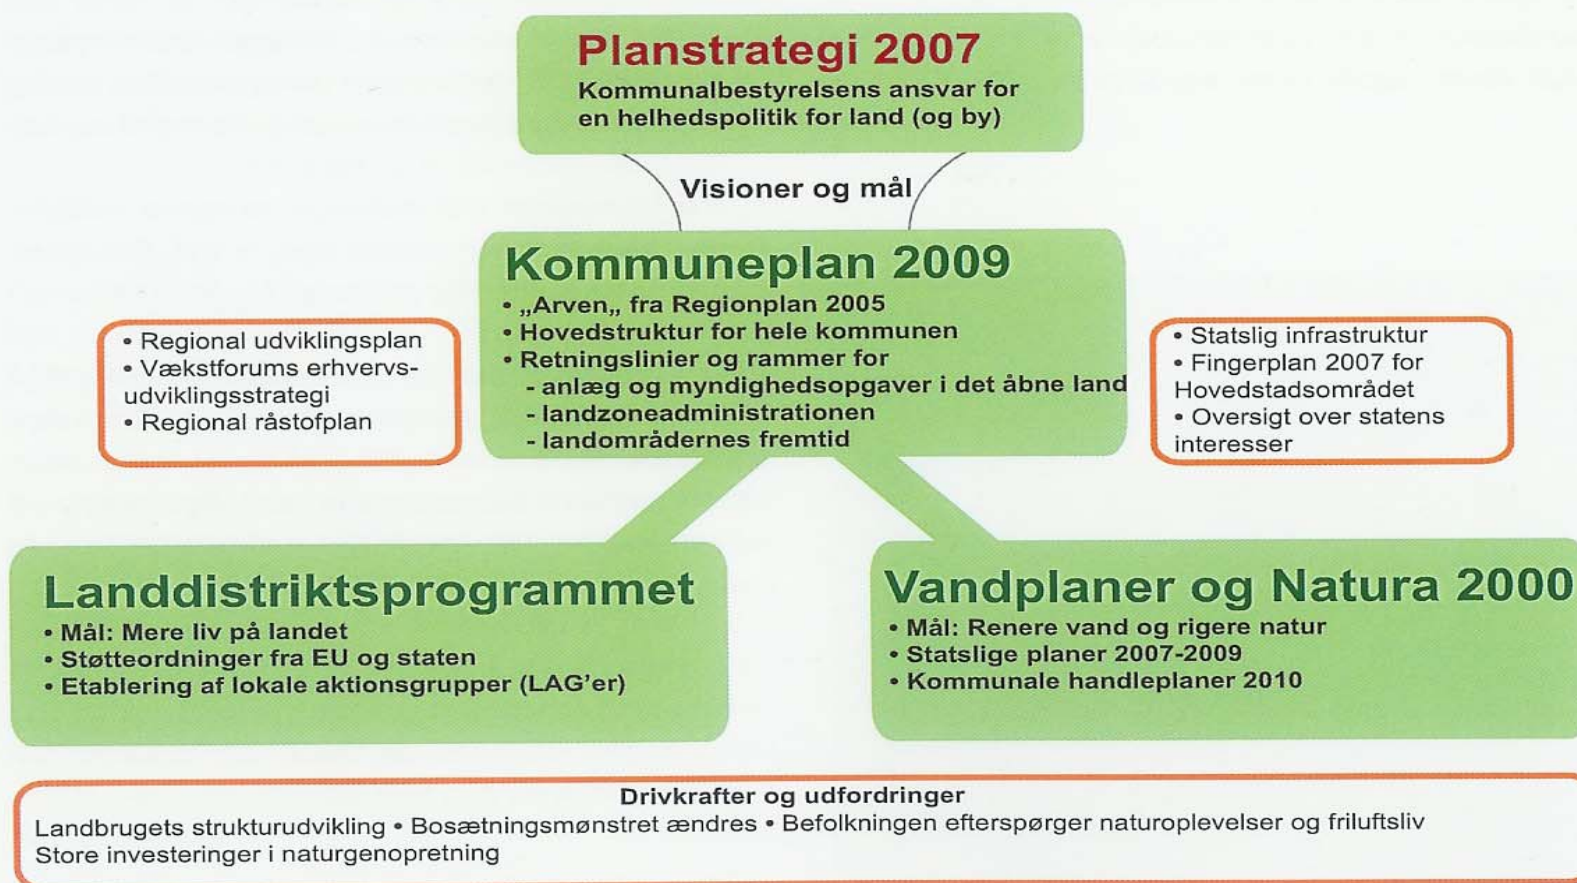 Planstrategi 2007
Kommunalbestyrelsens ansvar for
en helhedspolitik for land (og by)
Visioner og mål
Kommuneplan 2009
• „Arven„ fra Regionplan 2005
• Hovedstruktur for hele kommunen
• Retningslinier og rammer for
- anlæg og myndighedsopgaver i det åbne land
- landzoneadministrationen
- landområdernes fremtid
• Regional udviklingsplan
• Vækstforums erhvervs-
udviklingsstrategi
• Regional råstofplan
• Statslig infrastruktur
• Fingerplan 2007 for
Hovedstadsområdet
• Oversigt over statens
interesser
Landdistriktsprogrammet
• Mål: Mere liv på landet
• Støtteordninger fra EU og staten
• Etablering af lokale aktionsgrupper (LAG'er)
Vandplaner og Natura 2000
• Mål: Renere vand og rigere natur
• Statslige planer 2007-2009
• Kommunale handleplaner 2010
Drivkrafter og udfordringer
Landbrugets strukturudvikling • Bosætningsmønstret ændres • Befolkningen efterspørger naturoplevelser og friluftsliv
Store investeringer i naturgenopretning